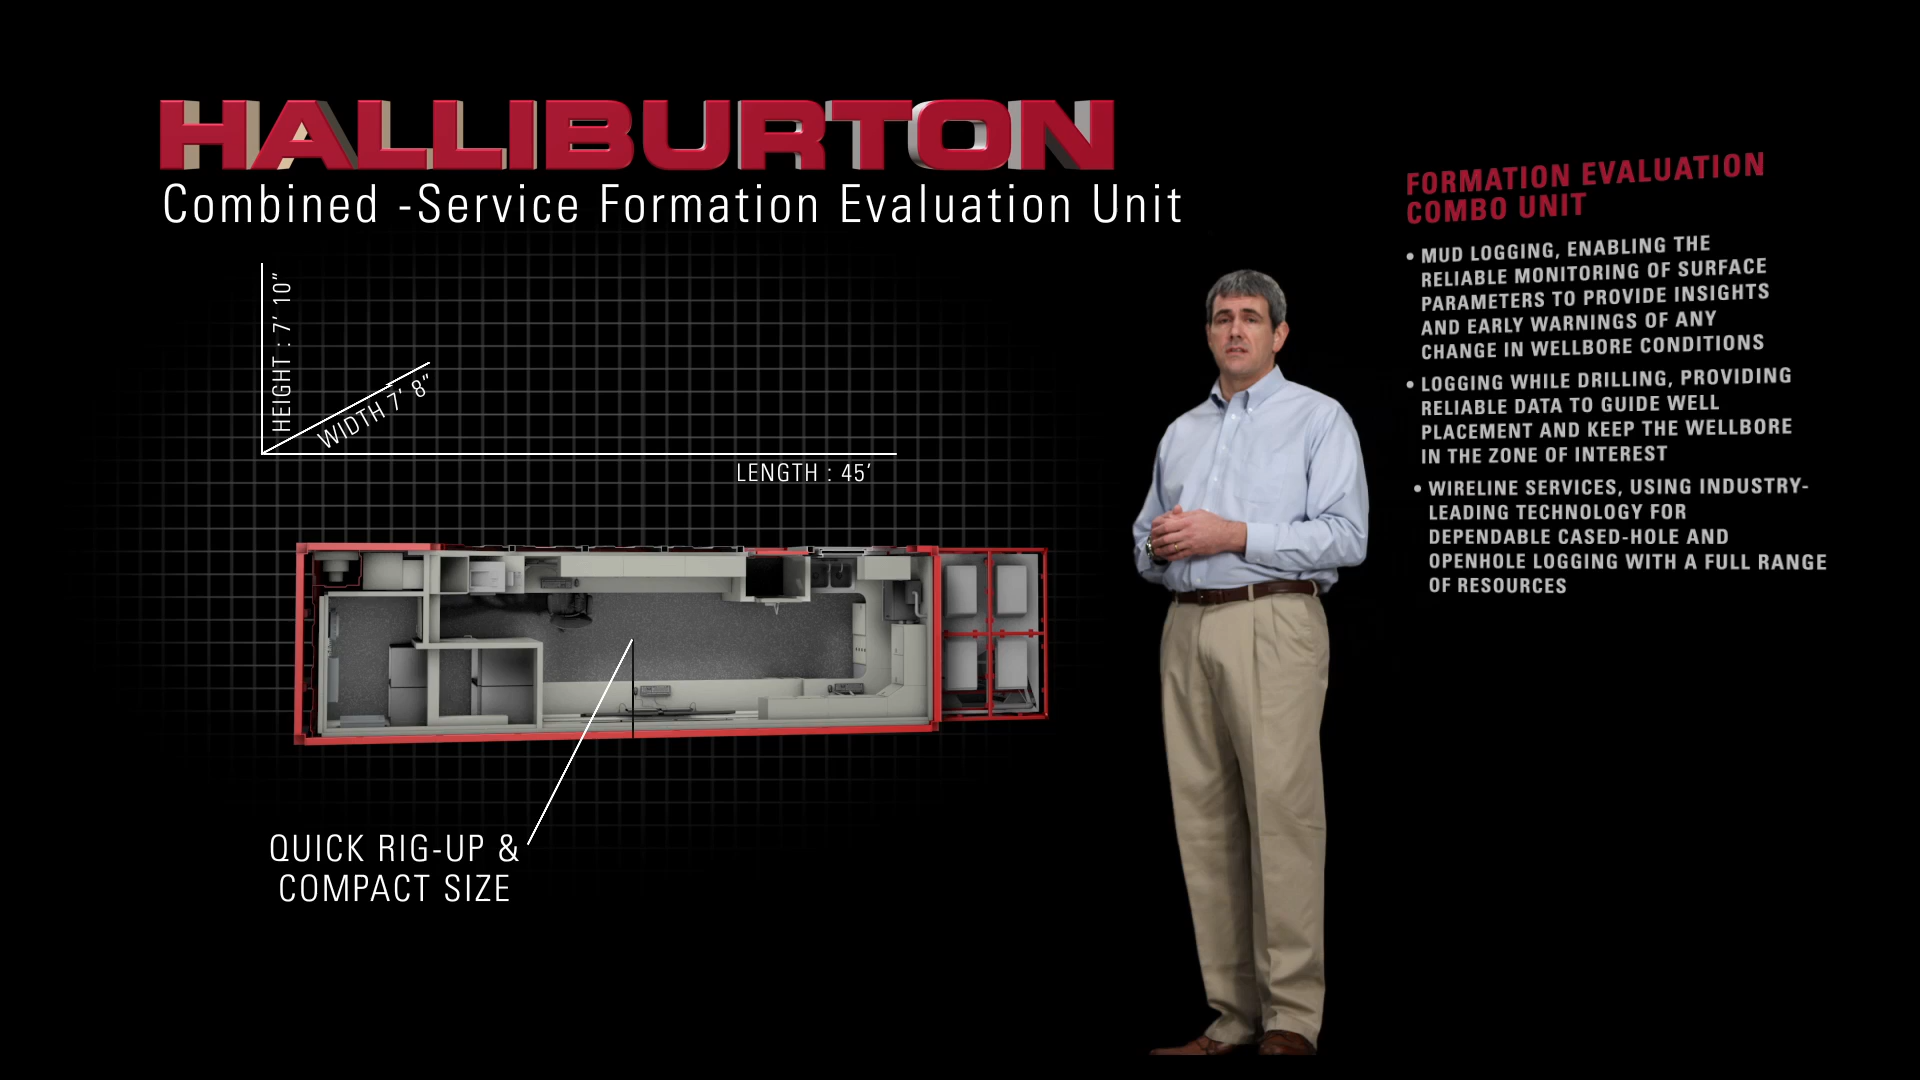 HALLIBURTON
Combined -Service Formation Evaluation Unit
HEIGHT : 7' 10"
WIDTH 7' 8"
LENGTH : 45'
QUICK RIG-UP &
COMPACT SIZE
FORMATION EVALUATION
COMBO UNIT
• MUD LOGGING, ENABLING THE
RELIABLE MONITORING OF SURFACE
PARAMETERS TO PROVIDE INSIGHTS
AND EARLY WARNINGS OF ANY
CHANGE IN WELLBORE CONDITIONS
• LOGGING WHILE DRILLING, PROVIDING
RELIABLE DATA TO GUIDE WELL
PLACEMENT AND KEEP THE WELLBORE
IN THE ZONE OF INTEREST
• WIRELINE SERVICES, USING INDUSTRY-
LEADING TECHNOLOGY FOR
DEPENDABLE CASED-HOLE AND
OPENHOLE LOGGING WITH A FULL RANGE
OF RESOURCES